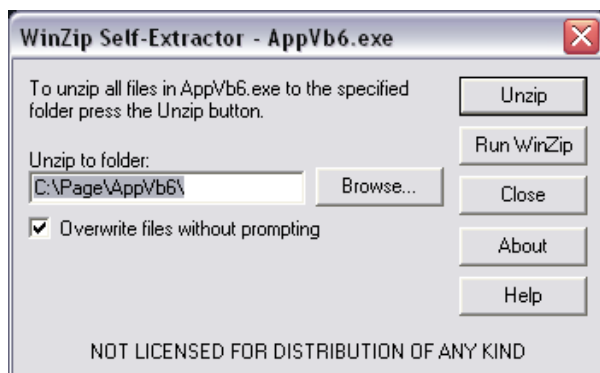 WinZip Self-Extractor - AppVb6.exe
To unzip all files in AppVb6.exe to the specified
folder press the Unzip button.
Unzip to folder:
C:\Page\AppVb6\
Browse...
Overwrite files without prompting
Unzip
Run WinZip
Close
About
Help
NOT LICENSED FOR DISTRIBUTION OF ANY KIND